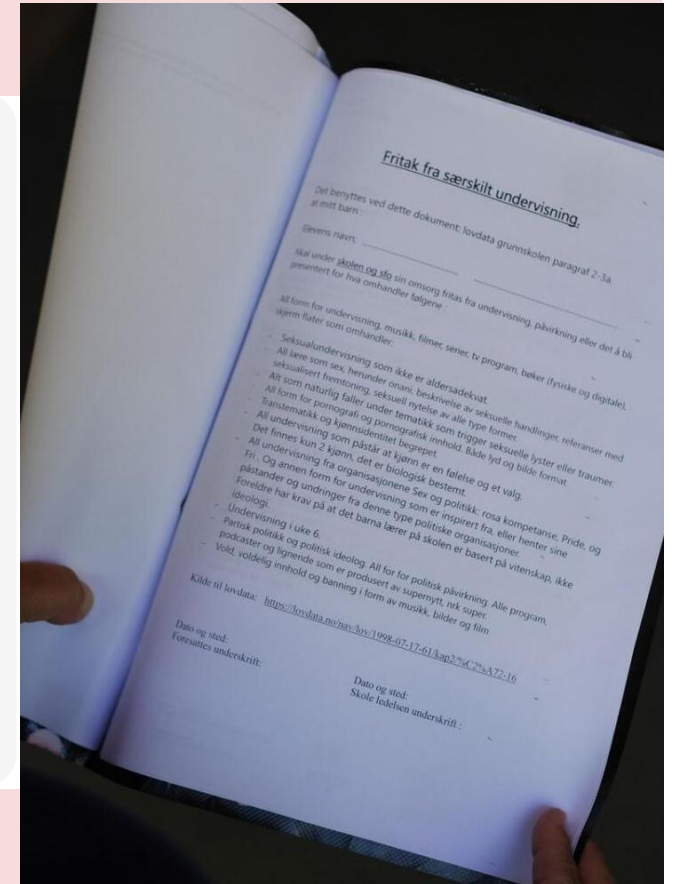 Fritak fra særskilt undervisning.
Det benyttes ved dette dokument: lovdata grunnskolen paragraf 2-3a,
at mitt barn :
Elevens navn:
Skal under skolen og sfo sin omsorg fritas fra undervisning, påvirkning eller det å bli
presentert for hva omhandler følgene :
All form for undervisning, musikk, filmer, serier, tv program, bøker (fysiske og digitale),
skjerm flater som omhandler:
- Seksualundervisning som ikke er aldersadekvat.
- All lære som sex, herunder onani, beskrivelse av seksuelle handlinger, referanser med
seksualisert fremtoning, seksuell nytelse av alle type former.
- Alt som naturlig faller under tematikk som trigger seksuelle lyster eller traumer.
- All form for pornografi og pornografisk innhold. Både lyd og bilde format.
- Transtematikk og kjønnsidentitet begrepet.
- All undervisning som påstår at kjønn er en følelse og et valg.
Det finnes kun 2 kjønn, det er biologisk bestemt.
- All undervisning fra organisasjonene Sex og politikk: rosa kompetanse, Pride, og
Fri . Og annen form for undervisning som er inspirert fra, eller henter sine
påstander og undringer fra denne type politiske organisasjoner.
Foreldre har krav på at det barna lærer på skolen er basert på vitenskap, ikke
ideologi.
- Undervisning i uke 6.
- Partisk politikk og politisk ideolog. All for for politisk påvirkning. Alle program,
podcaster og lignende som er produsert av supernytt, nrk super.
- Vold, voldelig innhold og banning i form av musikk, bilder og film
Kilde til lovdata: https://lovdata.no/nav/lov/1998-07-17-61/kap2/%C2%A72-16
Dato og sted:
Foresattes underskrift:
Dato og sted:
Skole ledelsen underskrift :